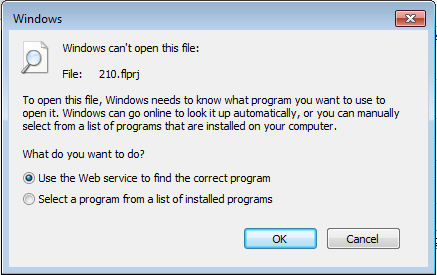 Windows
Windows can't open this file:
File: 210.flprj
To open this file, Windows needs to know what program you want to use to
open it. Windows can go online to look it up automatically, or you can manually
select from a list of programs that are installed on your computer.
What do you want to do?
Use the Web service to find the correct program
Select a program from a list of installed programs
OK Cancel